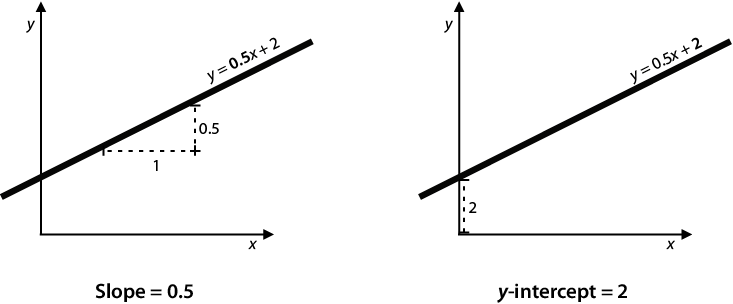 y
y = 0.5x + 2
0.5
1
x
Slope = 0.5
y
y = 0.5x + 2
2
x
y-intercept = 2